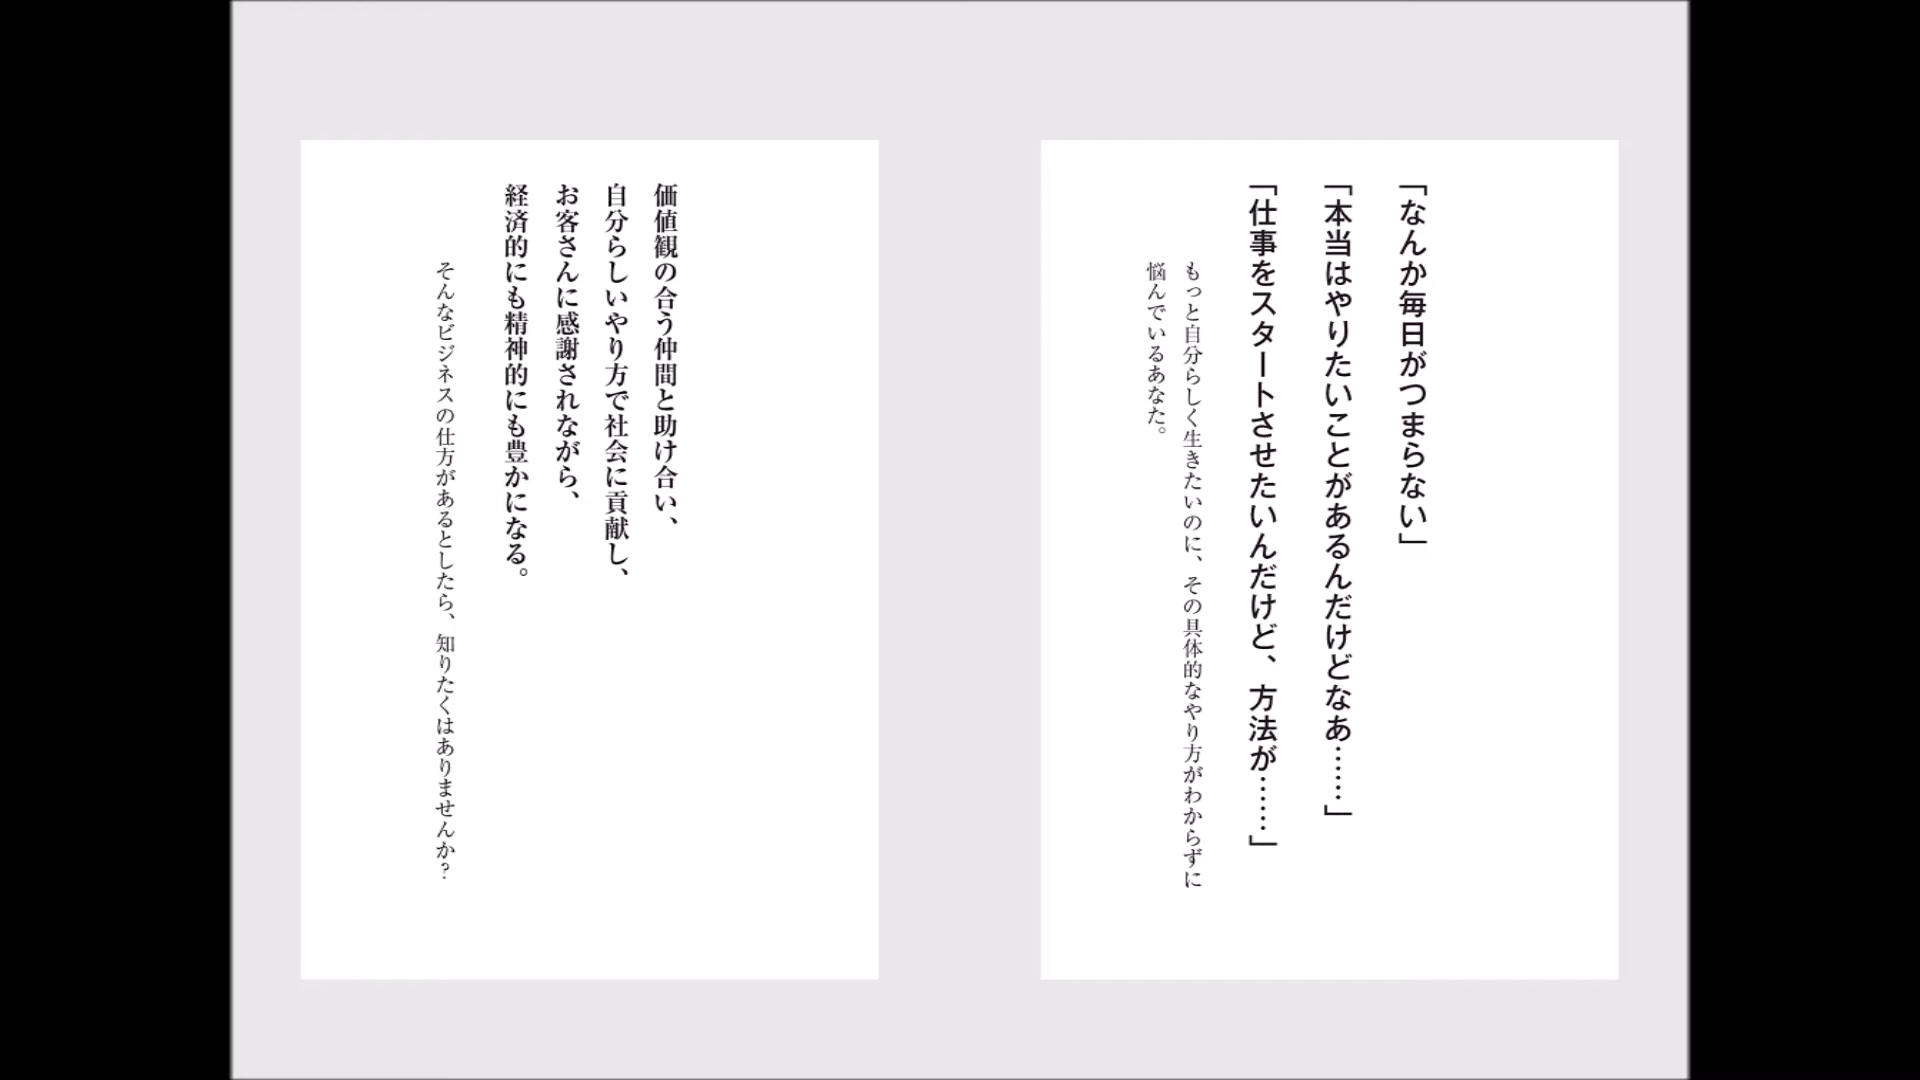 「なんか毎日がつまらない」
「本当はやりたいことがあるんだけどなあ……」
「仕事をスタートさせたいんだけど、方法が……」
もっと自分らしく生きたいのに、その具体的なやり方がわからずに
悩んでいるあなた。
価値観の合う仲間と助け合い、
自分らしいやり方で社会に貢献し、
お客さんに感謝されながら、
経済的にも精神的にも豊かになる。
そんなビジネスの仕方があるとしたら、知りたくはありませんか?